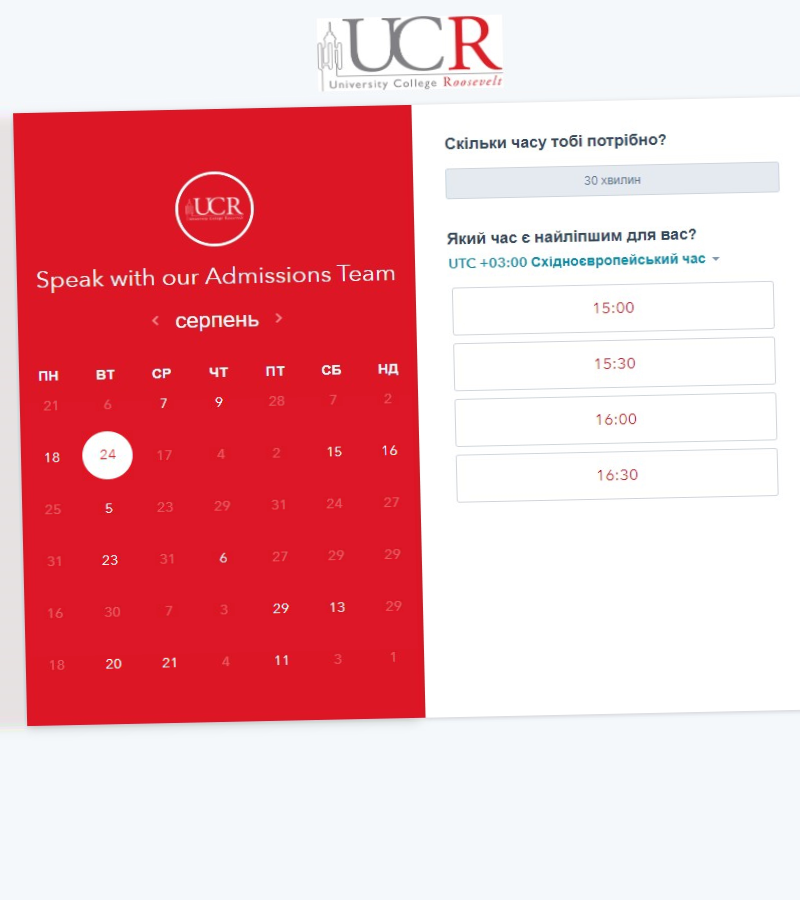 UCR
University College Roosevelt
UCR
University College Roosevelt
Speak with our Admissions Team
серпень
ПН ВТ СР ЧТ ПТ СБ НД
21 6 7 9 28 7 2
18 24 17 4 2 15 16
25 5 23 29 31 24 27
31 23 31 6 27 29 29
16 30 7 3 29 13 29
18 20 21 4 11 3 1
Скільки часу тобі потрібно?
30 хвилин
Який час є найліпшим для вас?
UTC +03:00 Східноєвропейський час
15:00
15:30
16:00
16:30